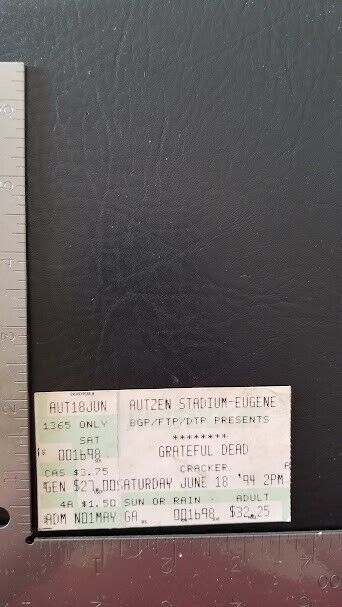 AUT18JUN
1365 ONLY
SAT
001698
CAS $3.75
GEN $27.00
4A $1.50
ADM NO1MAY
AUTZEN STADIUM-EUGENE
BGP/FTP/DTP PRESENTS
********
GRATEFUL DEAD
CRACKER
SATURDAY JUNE 18 '94 2PM
SUN OR RAIN ADULT
GA 001698 $32.25